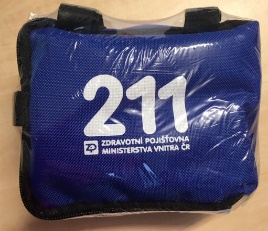 211
ZDRAVOTNÍ POJIŠŤOVNA
MINISTERSTVA VNITRA ČR